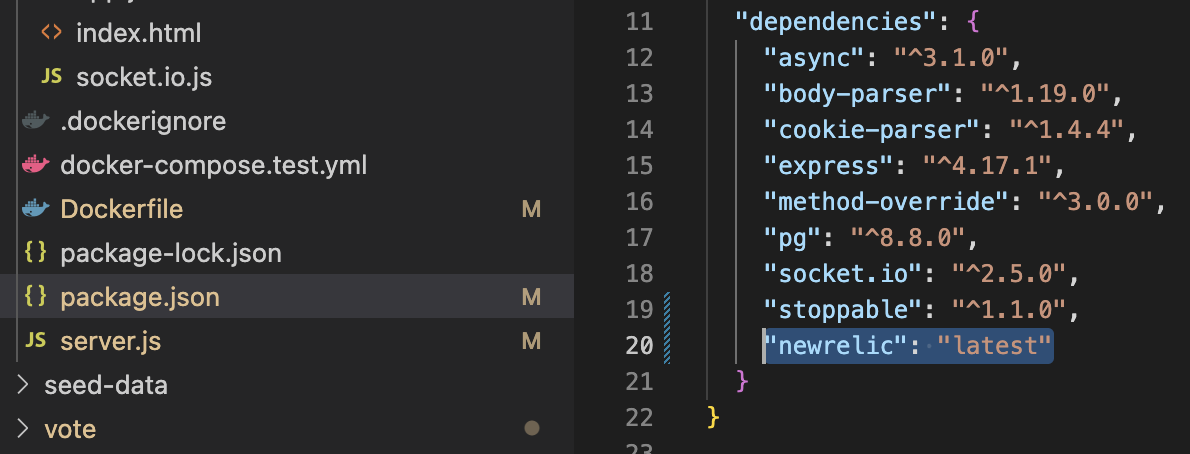 index.html
JS socket.io.js
.dockerignore
docker-compose.test.yml
Dockerfile M
{} package-lock.json
{} package.json M
JS server.js M
> seed-data
> vote
11 "dependencies": {
12 "async": "^3.1.0",
13 "body-parser": "^1.19.0",
14 "cookie-parser": "^1.4.4",
15 "express": "^4.17.1",
16 "method-override": "^3.0.0",
17 "pg": "^8.8.0",
18 "socket.io": "^2.5.0",
19 "stoppable": "^1.1.0",
20 "newrelic": "latest"
21 }
22 }
23